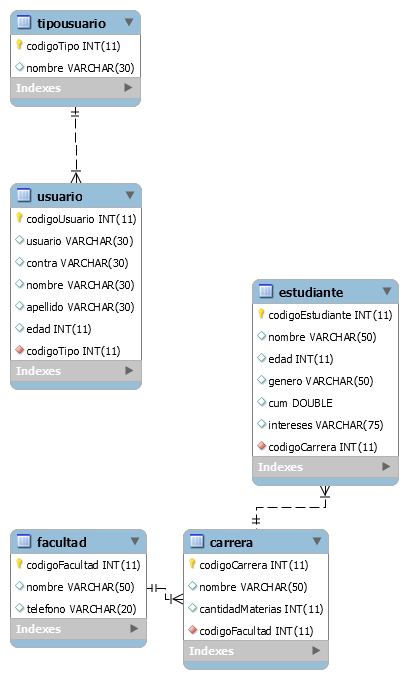 tipousuario
codigoTipo INT(11)
nombre VARCHAR(30)
Indexes
usuario
codigoUsuario INT(11)
usuario VARCHAR(30)
contra VARCHAR(30)
nombre VARCHAR(30)
apellido VARCHAR(30)
edad INT(11)
codigoTipo INT(11)
Indexes
estudiante
codigoEstudiante INT(11)
nombre VARCHAR(50)
edad INT(11)
genero VARCHAR(50)
cum DOUBLE
intereses VARCHAR(75)
codigoCarrera INT(11)
Indexes
facultad
codigoFacultad INT(11)
nombre VARCHAR(50)
telefono VARCHAR(20)
Indexes
carrera
codigoCarrera INT(11)
nombre VARCHAR(50)
cantidadMaterias INT(11)
codigoFacultad INT(11)
Indexes